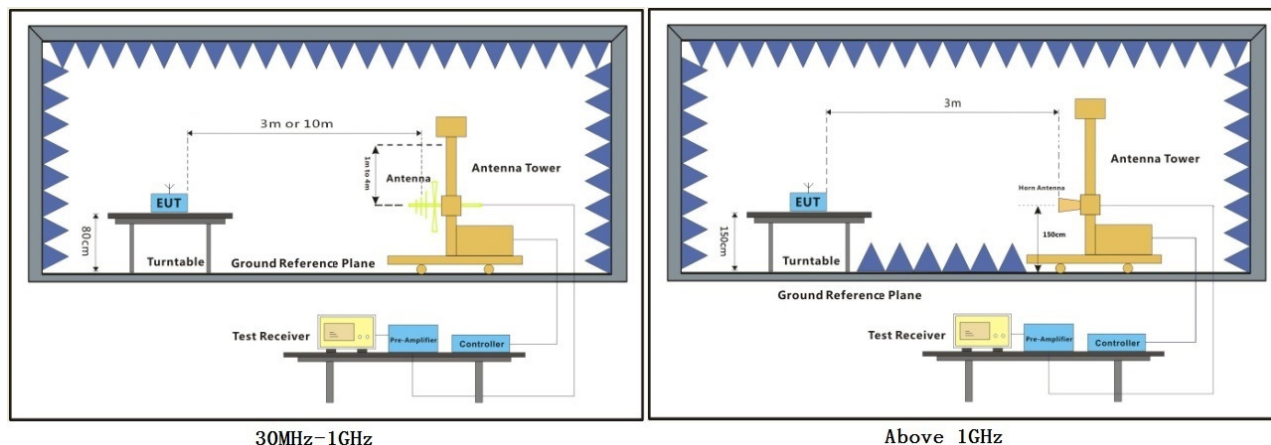 3m or 10m
1m to 4m
Antenna
Antenna Tower
EUT
80cm
Turntable
Ground Reference Plane
Test Receiver
Pre-Amplifier
Controller
30MHz-1GHz
3m
Antenna Tower
Horn Antenna
EUT
150cm
150cm
Turntable
Ground Reference Plane
Test Receiver
Pre-Amplifier
Controller
Above 1GHz